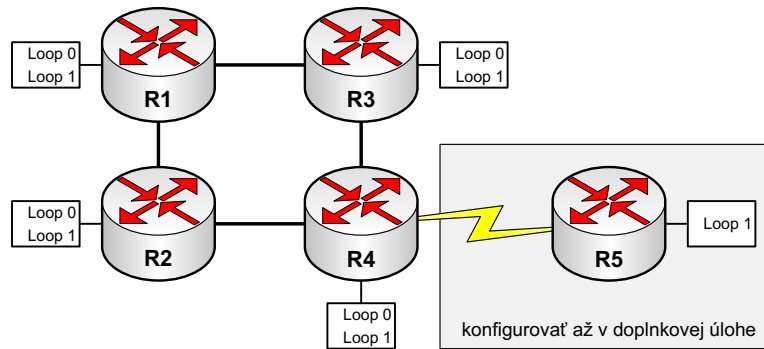 Loop 0
Loop 1
R1
R3
Loop 0
Loop 1
Loop 0
Loop 1
R2
R4
R5
Loop 1
Loop 0
Loop 1
konfigurovať až v doplnkovej úlohe